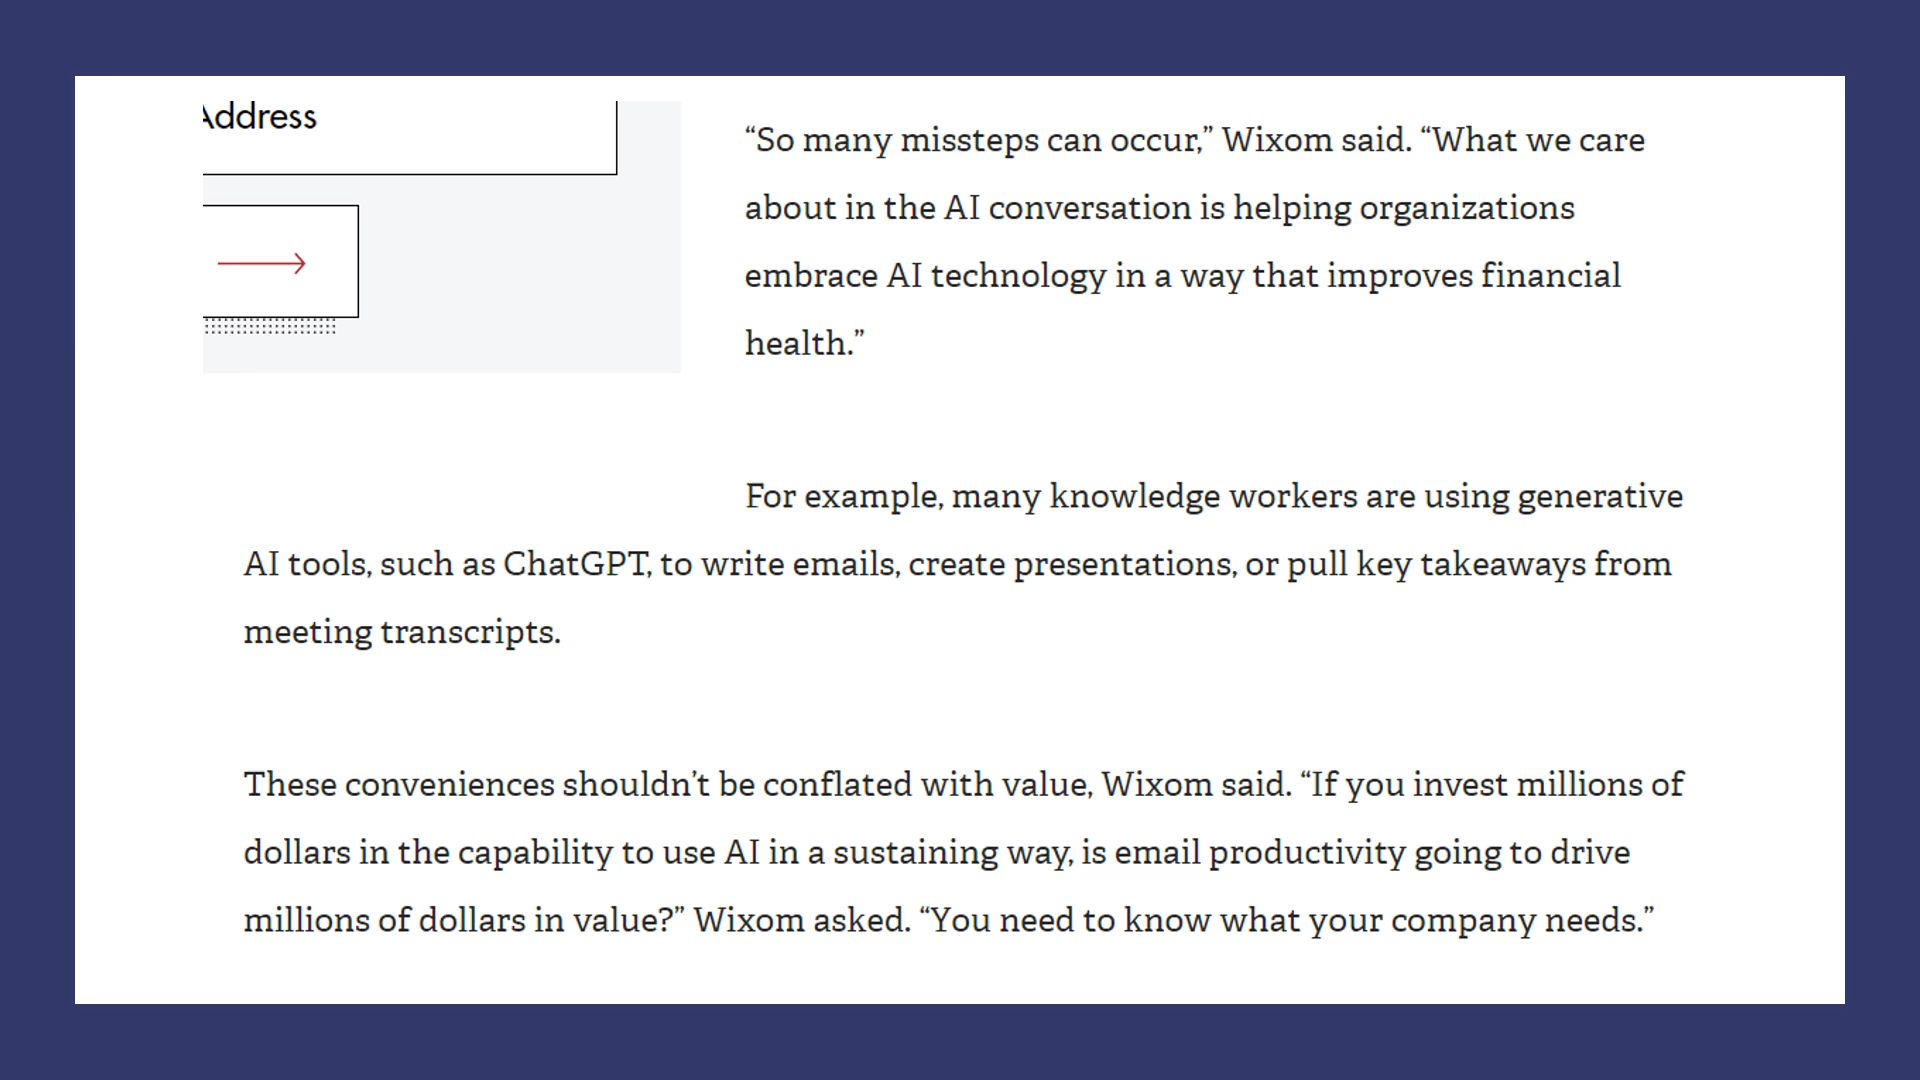 Address
“So many missteps can occur,” Wixom said. “What we care
about in the AI conversation is helping organizations
embrace AI technology in a way that improves financial
health.”
For example, many knowledge workers are using generative
AI tools, such as ChatGPT, to write emails, create presentations, or pull key takeaways from
meeting transcripts.
These conveniences shouldn’t be conflated with value, Wixom said. “If you invest millions of
dollars in the capability to use AI in a sustaining way, is email productivity going to drive
millions of dollars in value?” Wixom asked. “You need to know what your company needs.”